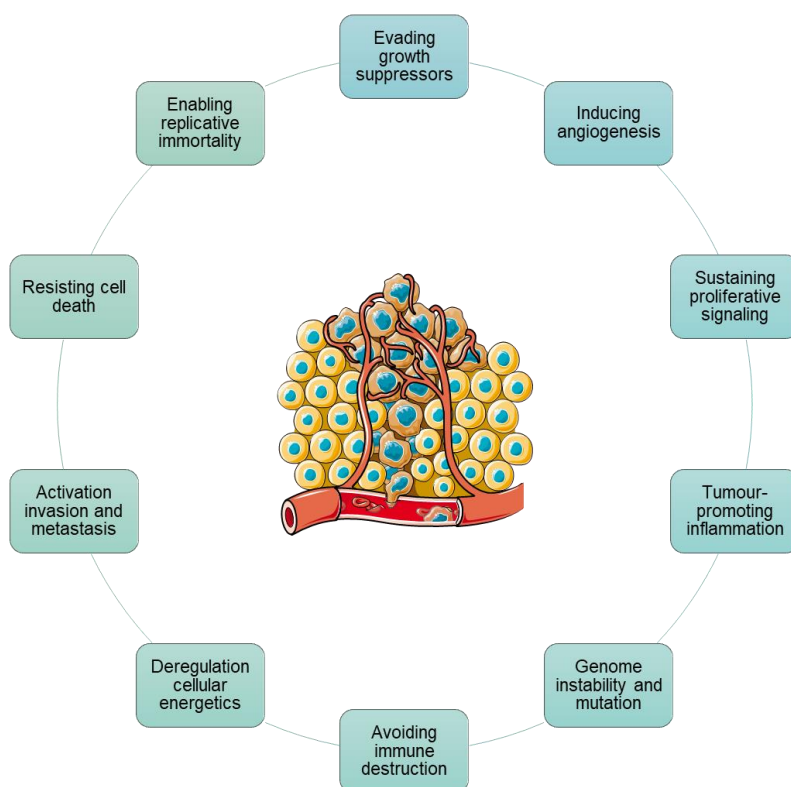 Evading
growth
suppressors
Inducing
angiogenesis
Sustaining
proliferative
signaling
Tumour-
promoting
inflammation
Genome
instability and
mutation
Avoiding
immune
destruction
Deregulation
cellular
energetics
Activation
invasion and
metastasis
Resisting cell
death
Enabling
replicative
immortality